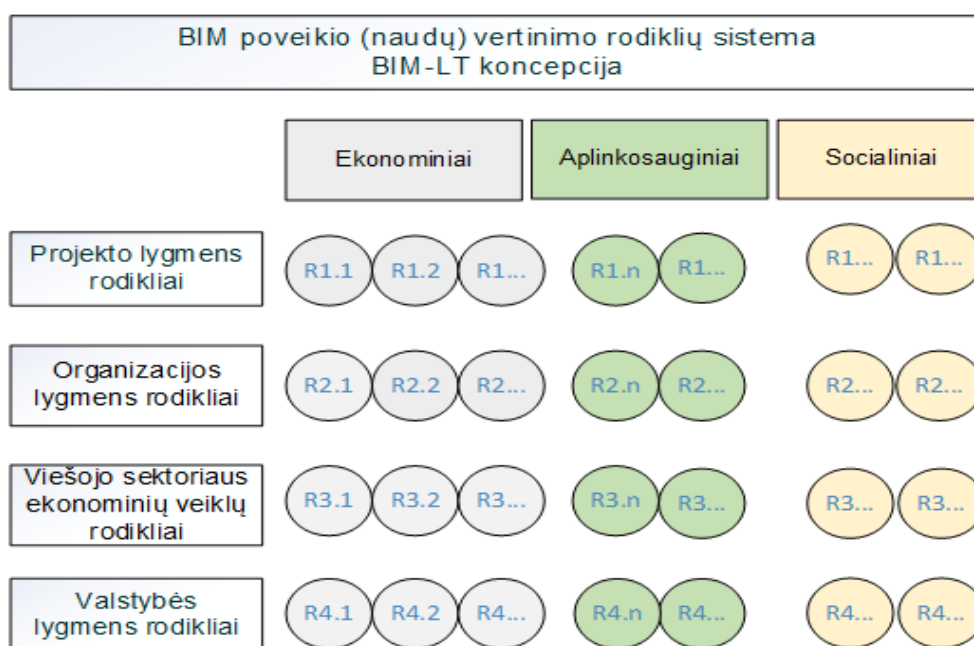 BIM poveikio (naudų) vertinimo rodiklių sistema
BIM-LT koncepcija
Ekonominiai
Aplinkosauginiai
Socialiniai
Projekto lygmens
rodikliai
R1.1 R1.2 R1... R1.n R1... R1... R1...
Organizacijos
lygmens rodikliai
R2.1 R2.2 R2... R2.n R2... R2... R2...
Viešojo sektoriaus
ekonominių veiklų
rodikliai
R3.1 R3.2 R3... R3.n R3... R3... R3...
Valstybės
lygmens rodikliai
R4.1 R4.2 R4... R4.n R4... R4... R4...